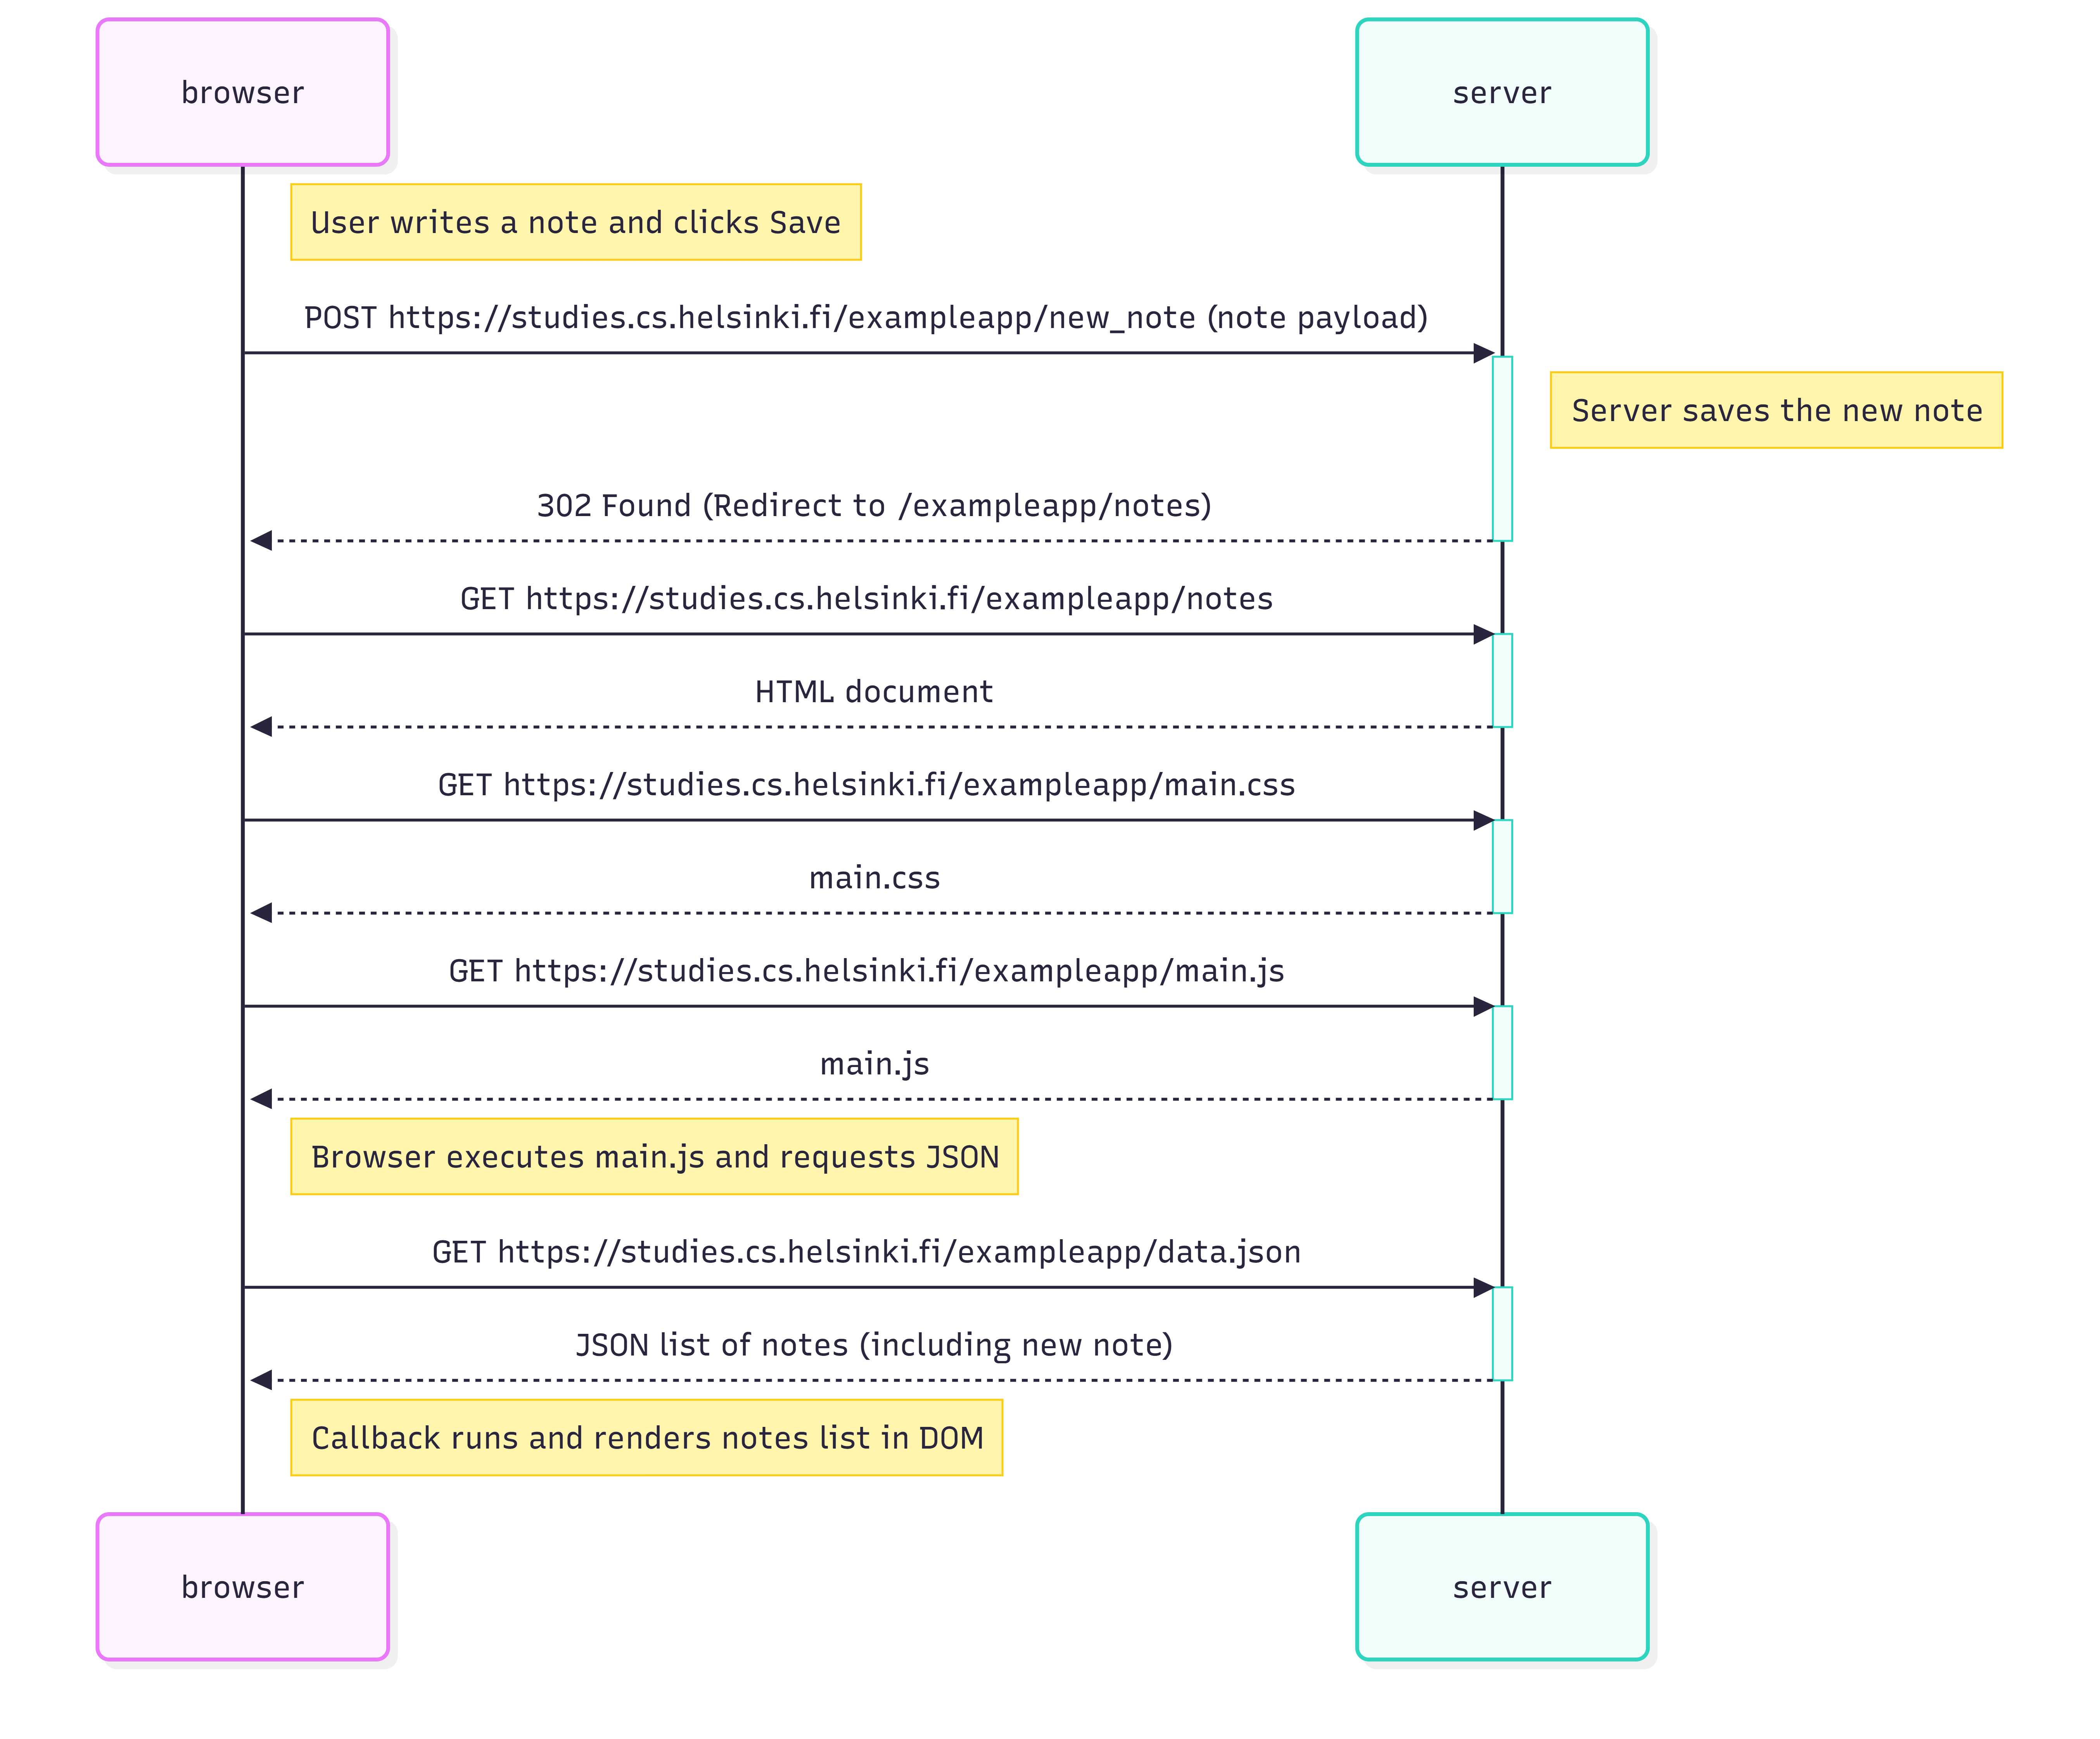 browser
server
User writes a note and clicks Save
POST https://studies.cs.helsinki.fi/exampleapp/new_note (note payload)
Server saves the new note
302 Found (Redirect to /exampleapp/notes)
GET https://studies.cs.helsinki.fi/exampleapp/notes
HTML document
GET https://studies.cs.helsinki.fi/exampleapp/main.css
main.css
GET https://studies.cs.helsinki.fi/exampleapp/main.js
main.js
Browser executes main.js and requests JSON
GET https://studies.cs.helsinki.fi/exampleapp/data.json
JSON list of notes (including new note)
Callback runs and renders notes list in DOM
browser
server